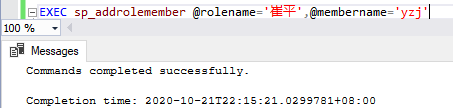 EXEC sp_addrolemember @rolename='崔平',@membername='yzj'
100 %
Messages
Commands completed successfully.
Completion time: 2020-10-21T22:15:21.0299781+08:00